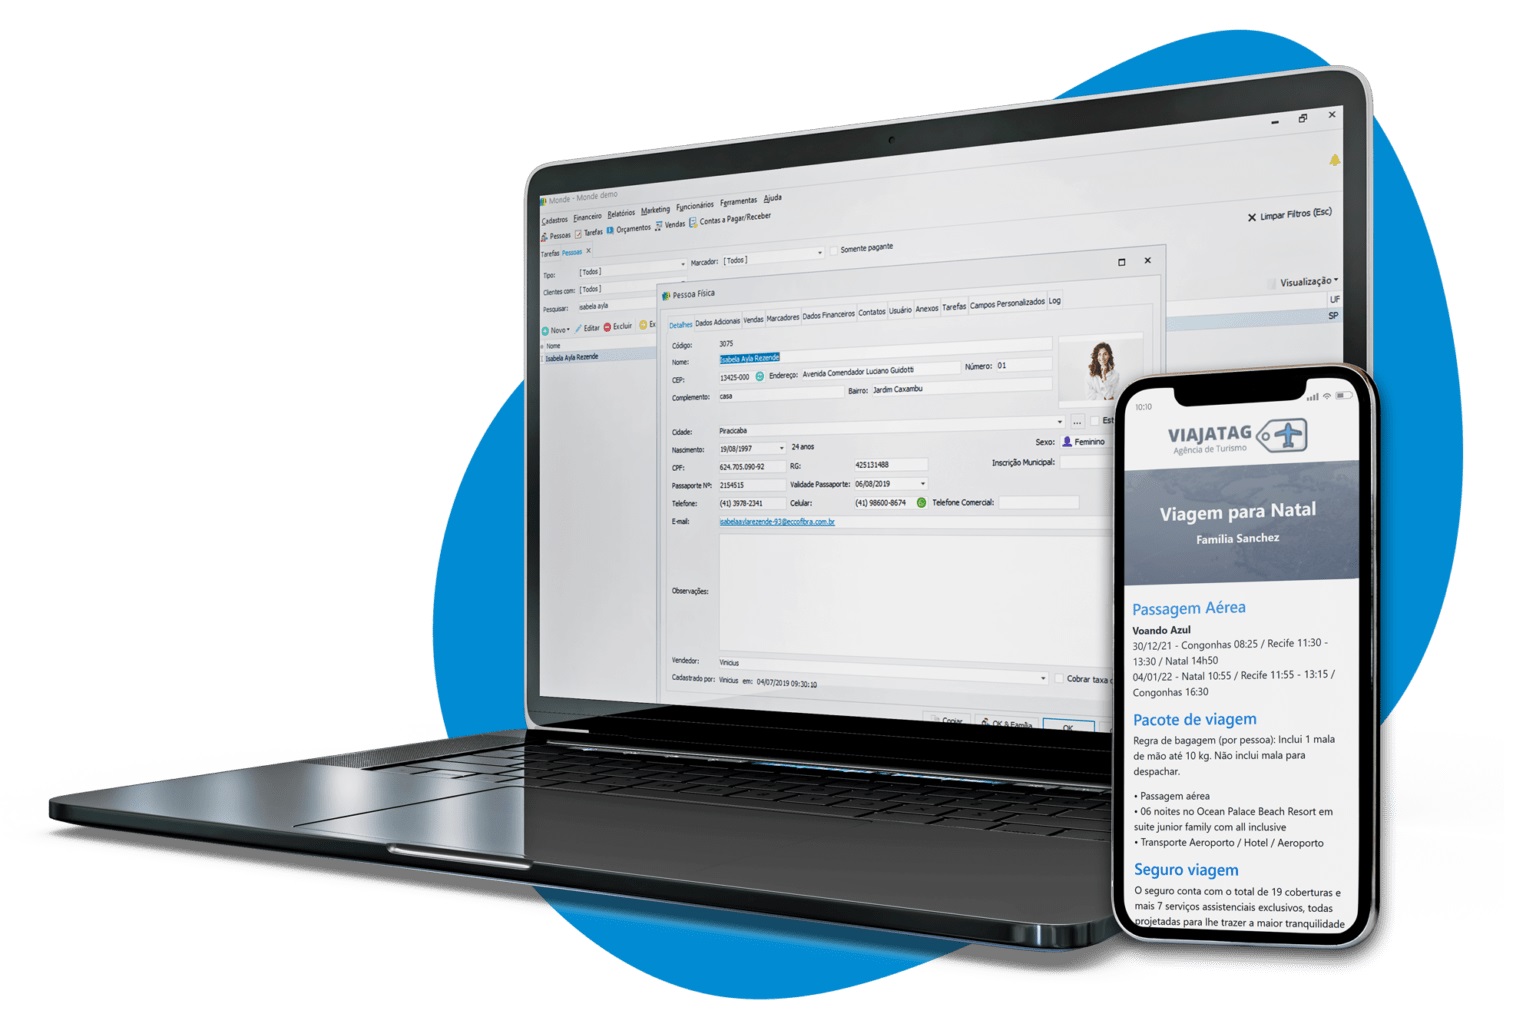 Monde - Monde demo
Cadastros Financeiro Relatórios Marketing Funcionários Ferramentas Ajuda
Pessoas Tarefas Orçamentos Vendas Contas a Pagar/Receber
Limpar Filtros (Esc)
Tarefas Pessoas
Tipo: [Todos] Marcador: [Todos] Somente pagante
Clientes com: [Todos]
Visualização
Pesquisar: isabela ayla
Novo Editar Excluir Ex
Nome
UF
Isabela Ayla Rezende
SP
Pessoa Física
Detalhes Dados Adicionais Vendas Marcadores Dados Financeiros Contatos Usuário Anexos Tarefas Campos Personalizados Log
Código: 3075
Nome: Isabela Ayla Rezende
CEP: 13425-000 Endereço: Avenida Comendador Luciano Guidotti Número: 01
Complemento: casa Bairro: Jardim Caxambu
Cidade: Piracicaba ... Est
Nascimento: 19/08/1997 24 anos Sexo: Feminino
CPF: 624.705.090-92 RG: 425131488 Inscrição Municipal:
Passaporte Nº: 2154515 Validade Passaporte: 06/08/2019
Telefone: (41) 3978-2341 Celular: (41) 98600-8674 Telefone Comercial:
E-mail: isabelaaylarezende-93@eccofibra.com.br
Observações:
Vendedor: Vinicius
Cadastrado por: Vinicius em: 04/07/2019 09:30:10 Cobrar taxa
Copiar OK & Família OK
10:10
VIAJATAG
Agência de Turismo
Viagem para Natal
Família Sanchez
Passagem Aérea
Voando Azul
30/12/21 - Congonhas 08:25 / Recife 11:30 -
13:30 / Natal 14h50
04/01/22 - Natal 10:55 / Recife 11:55 - 13:15 /
Congonhas 16:30
Pacote de viagem
Regra de bagagem (por pessoa): Inclui 1 mala
de mão até 10 kg. Não inclui mala para
despachar.
• Passagem aérea
• 06 noites no Ocean Palace Beach Resort em
suite junior family com all inclusive
• Transporte Aeroporto / Hotel / Aeroporto
Seguro viagem
O seguro conta com o total de 19 coberturas e
mais 7 serviços assistenciais exclusivos, todas
projetadas para lhe trazer a maior tranquilidade